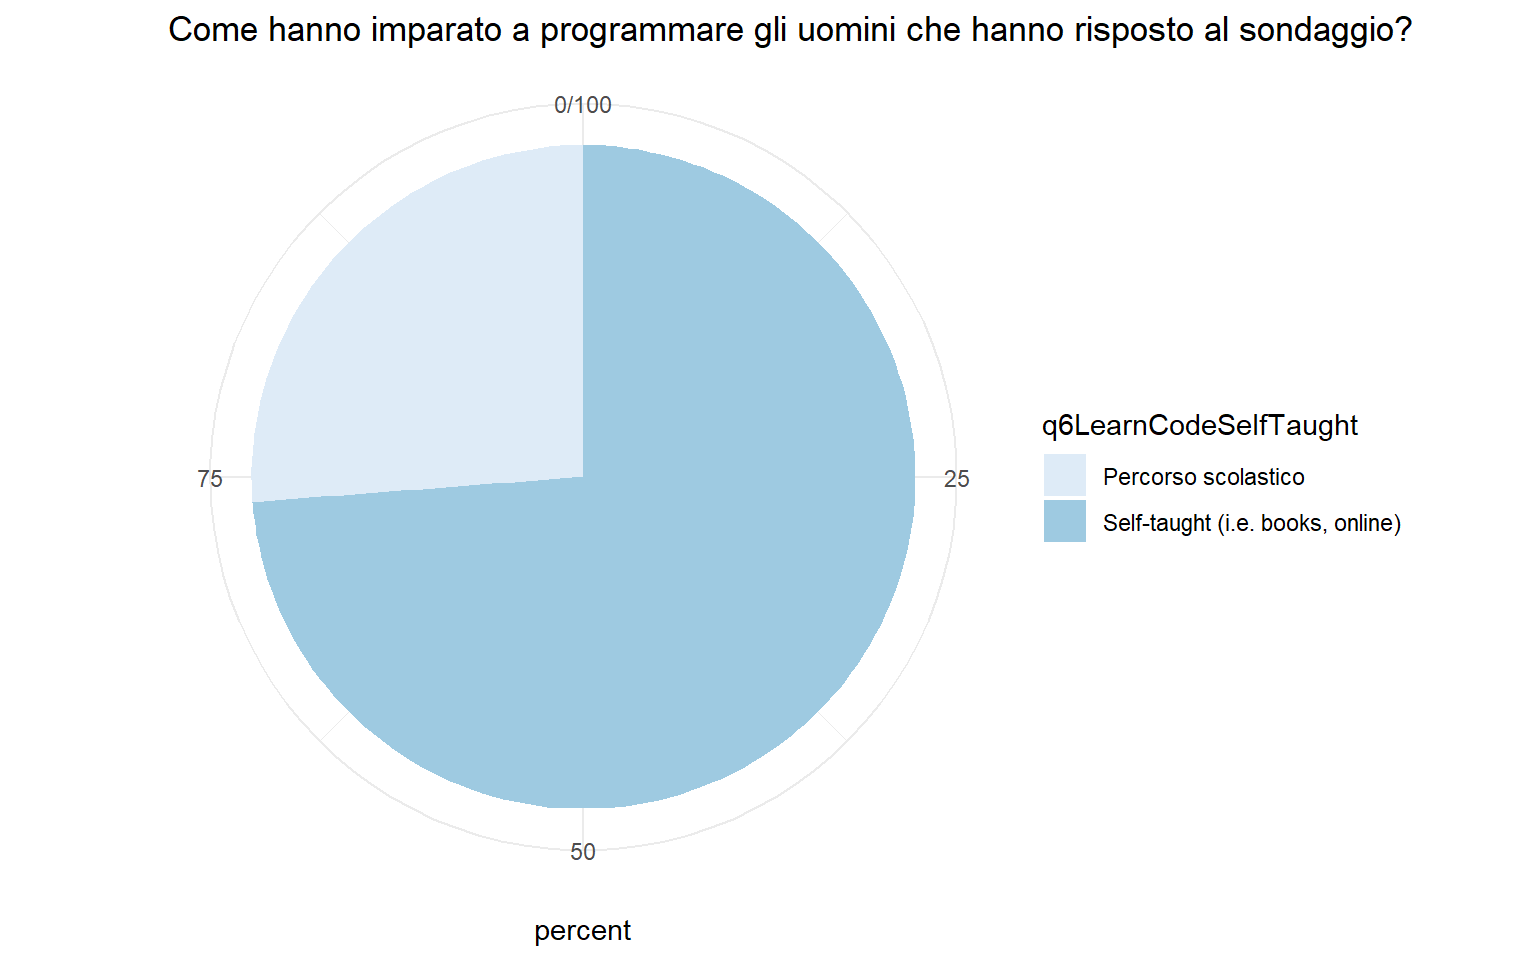 Come hanno imparato a programmare gli uomini che hanno risposto al sondaggio?
0/100
75
25
50
percent
q6LearnCodeSelfTaught
Percorso scolastico
Self-taught (i.e. books, online)